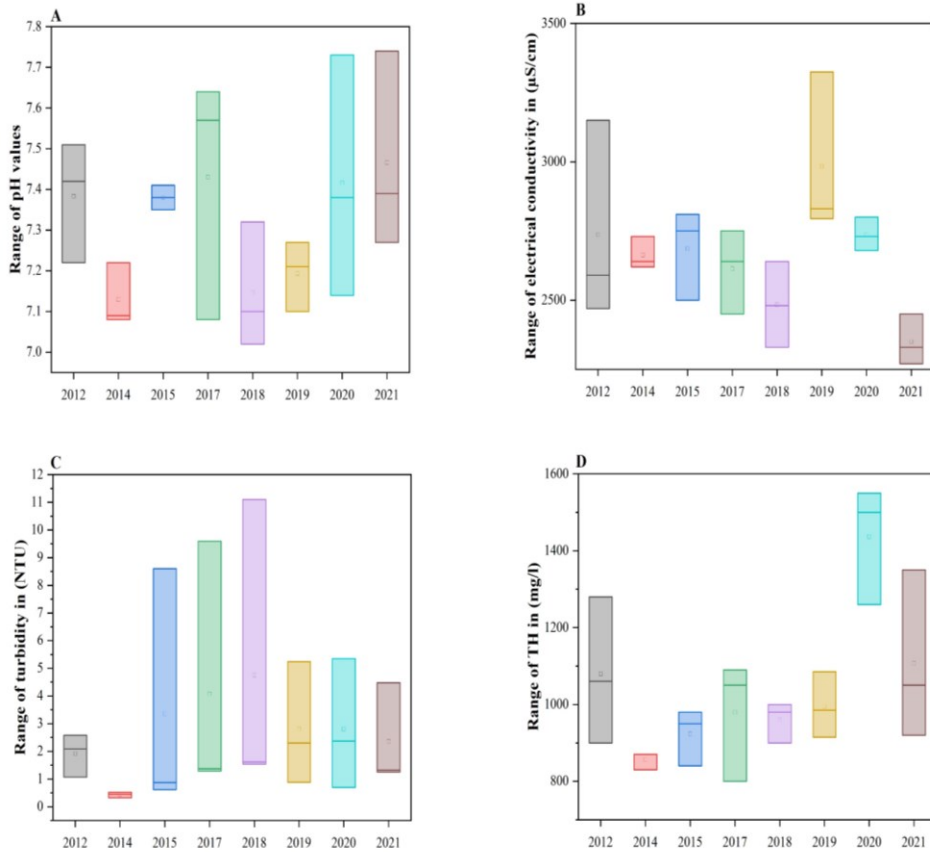 A
Range of pH values
7.8
7.7
7.6
7.5
7.4
7.3
7.2
7.1
7.0
2012 2014 2015 2017 2018 2019 2020 2021
B
Range of electrical conductivity in (µS/cm)
3500
3000
2500
2012 2014 2015 2017 2018 2019 2020 2021
C
Range of turbidity in (NTU)
12
11
10
9
8
7
6
5
4
3
2
1
0
2012 2014 2015 2017 2018 2019 2020 2021
D
Range of TH in (mg/l)
1600
1400
1200
1000
800
2012 2014 2015 2017 2018 2019 2020 2021